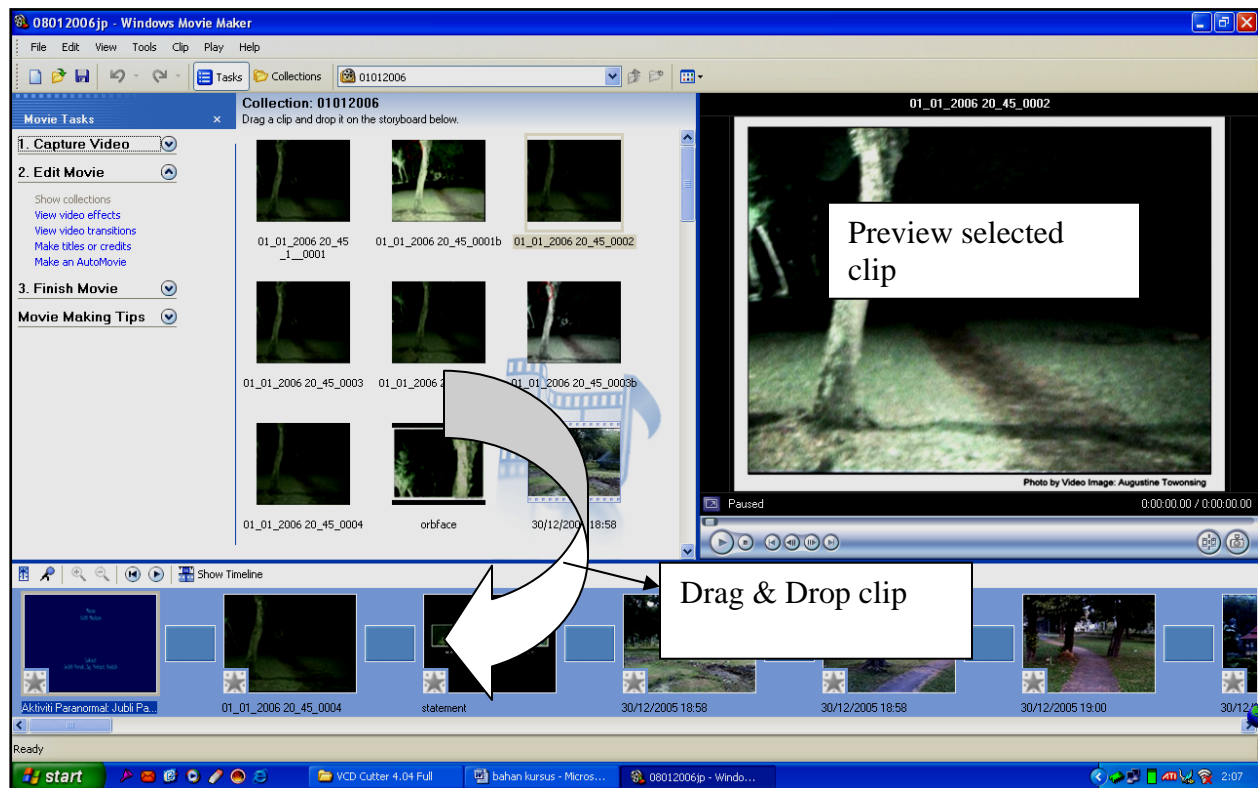 08012006jp - Windows Movie Maker
File Edit View Tools Clip Play Help
Tasks Collections 01012006
Movie Tasks
1. Capture Video
2. Edit Movie
Show collections
View video effects
View video transitions
Make titles or credits
Make an AutoMovie
3. Finish Movie
Movie Making Tips
Collection: 01012006
Drag a clip and drop it on the storyboard below.
01_01_2006 20_45
_1__0001
01_01_2006 20_45_0001b
01_01_2006 20_45_0002
01_01_2006 20_45_0003
01_01_2006
01_01_2006 20_45_0003b
01_01_2006 20_45_0004
orbface
18:58
01_01_2006 20_45_0002
Preview selected
clip
Photo by Video Image: Augustine Towonsing
Paused
0:00:00.00 / 0:00:00.00
Show Timeline
Drag & Drop clip
Aktiviti Paranormal: Jubli Pa...
01_01_2006 20_45_0004
statement
30/12/2005 18:58
30/12/2005 18:58
30/12/2005 19:00
30/12/
Ready
start
VCD Cutter 4.04 Full
bahan kursus - Micros...
08012006jp - Windo...
2:07